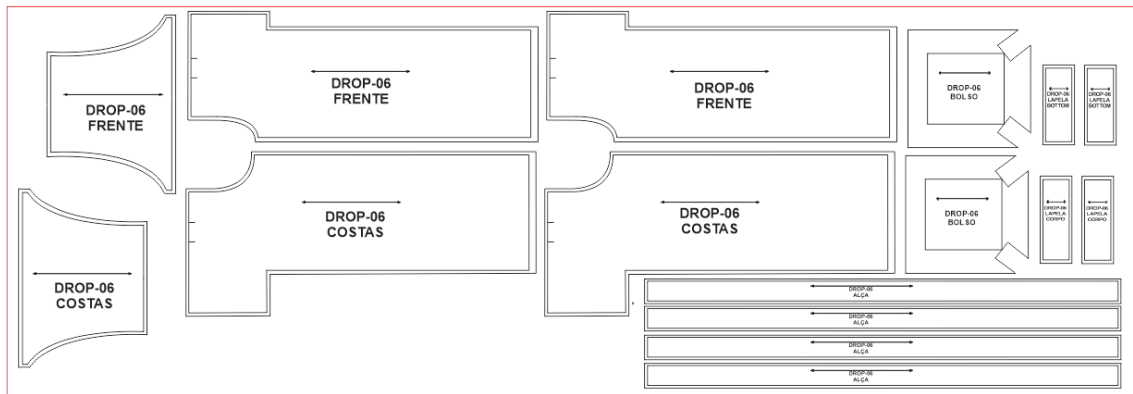 DROP-06
FRENTE
DROP-06
FRENTE
DROP-06
FRENTE
DROP-06
BOLSO
DROP-06
LAPELA
BOTTOM
DROP-06
LAPELA
BOTTOM
DROP-06
COSTAS
DROP-06
COSTAS
DROP-06
COSTAS
DROP-06
BOLSO
DROP-06
LAPELA
CORPO
DROP-06
LAPELA
CORPO
DROP-06
ALÇA
DROP-06
ALÇA
DROP-06
ALÇA
DROP-06
ALÇA